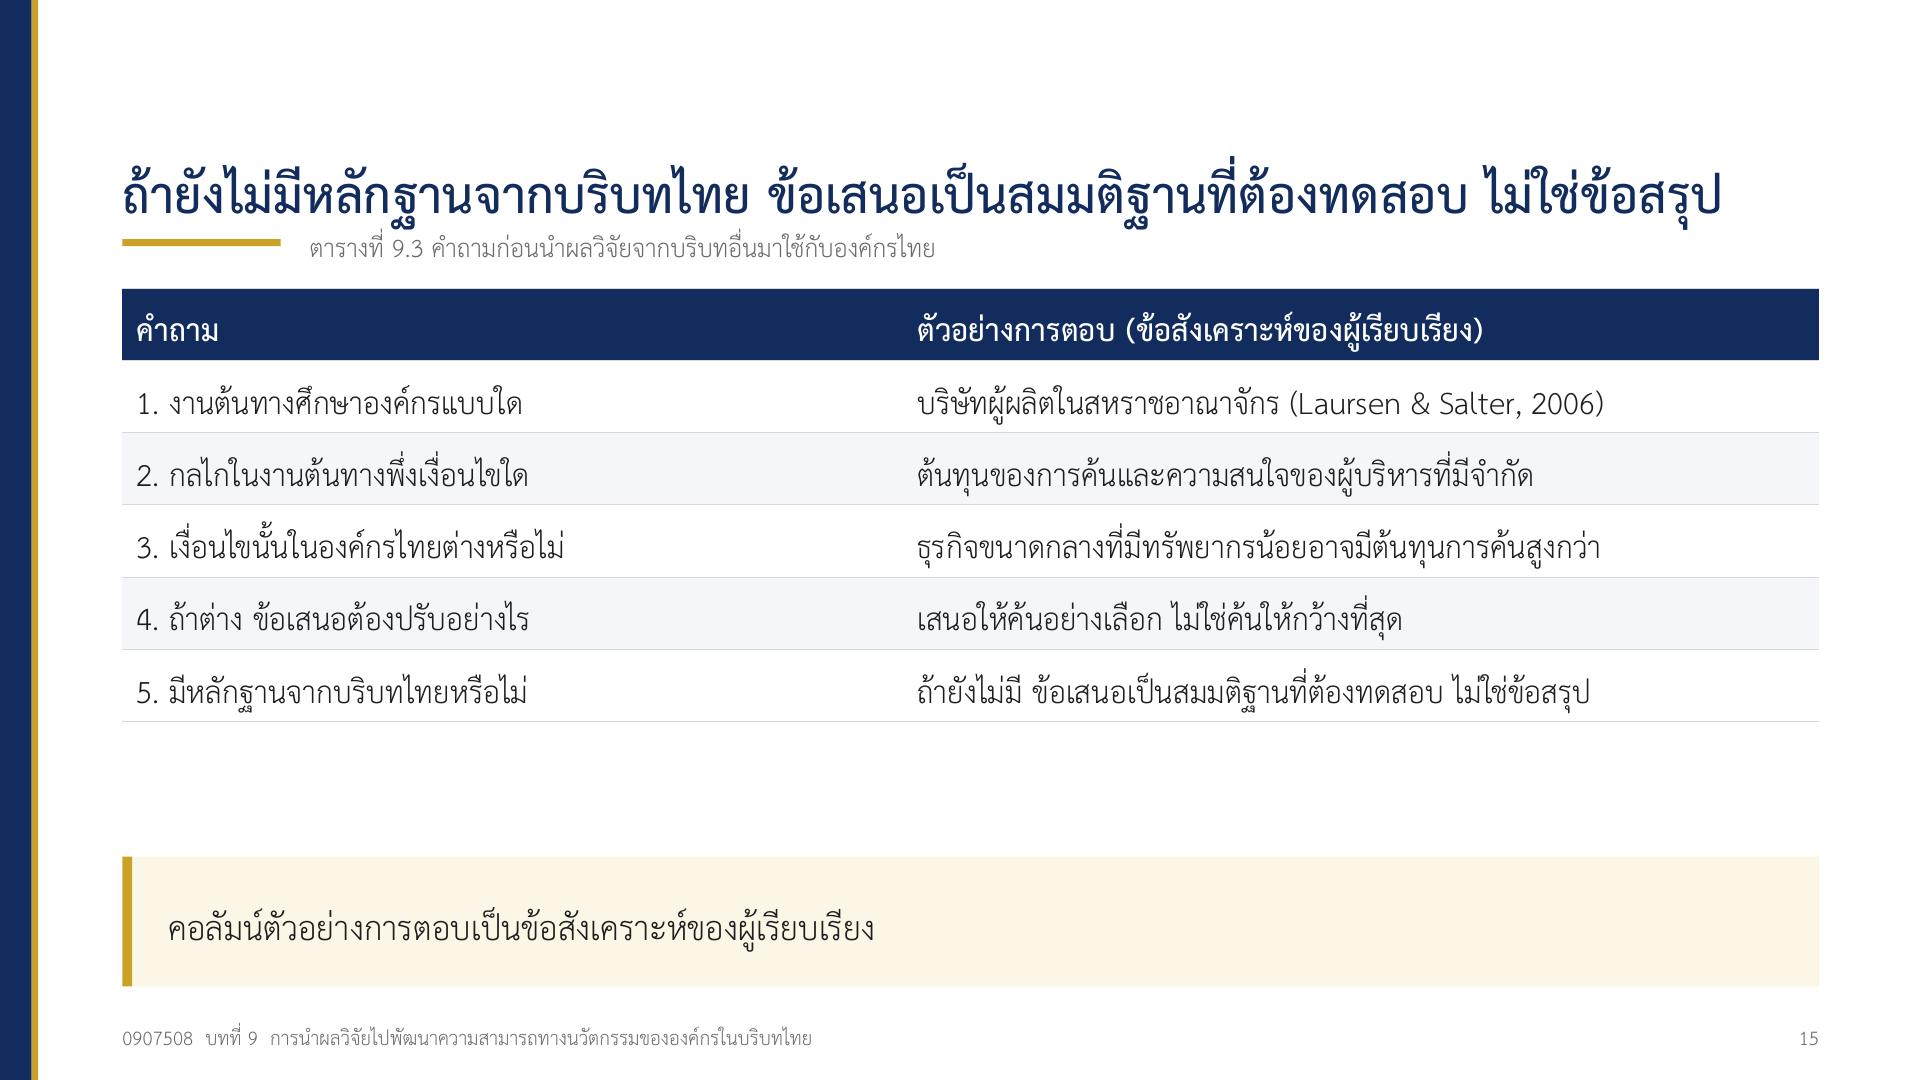 ถ้ายังไม่มีหลักฐานจากบริบทไทย ข้อเสนอเป็นสมมติฐานที่ต้องทดสอบ ไม่ใช่ข้อสรุป
ตารางที่ 9.3 คำถามก่อนนำผลวิจัยจากบริบทอื่นมาใช้กับองค์กรไทย
คำถาม ตัวอย่างการตอบ (ข้อสังเคราะห์ของผู้เรียบเรียง)
1. งานต้นทางศึกษาองค์กรแบบใด บริษัทผู้ผลิตในสหราชอาณาจักร (Laursen & Salter, 2006)
2. กลไกในงานต้นทางพึ่งเงื่อนไขใด ต้นทุนของการค้นและความสนใจของผู้บริหารที่มีจำกัด
3. เงื่อนไขนั้นในองค์กรไทยต่างหรือไม่ ธุรกิจขนาดกลางที่มีทรัพยากรน้อยอาจมีต้นทุนการค้นสูงกว่า
4. ถ้าต่าง ข้อเสนอต้องปรับอย่างไร เสนอให้ค้นอย่างเลือก ไม่ใช่ค้นให้กว้างที่สุด
5. มีหลักฐานจากบริบทไทยหรือไม่ ถ้ายังไม่มี ข้อเสนอเป็นสมมติฐานที่ต้องทดสอบ ไม่ใช่ข้อสรุป
คอลัมน์ตัวอย่างการตอบเป็นข้อสังเคราะห์ของผู้เรียบเรียง
0907508 บทที่ 9 การนำผลวิจัยไปพัฒนาความสามารถทางนวัตกรรมขององค์กรในบริบทไทย 15